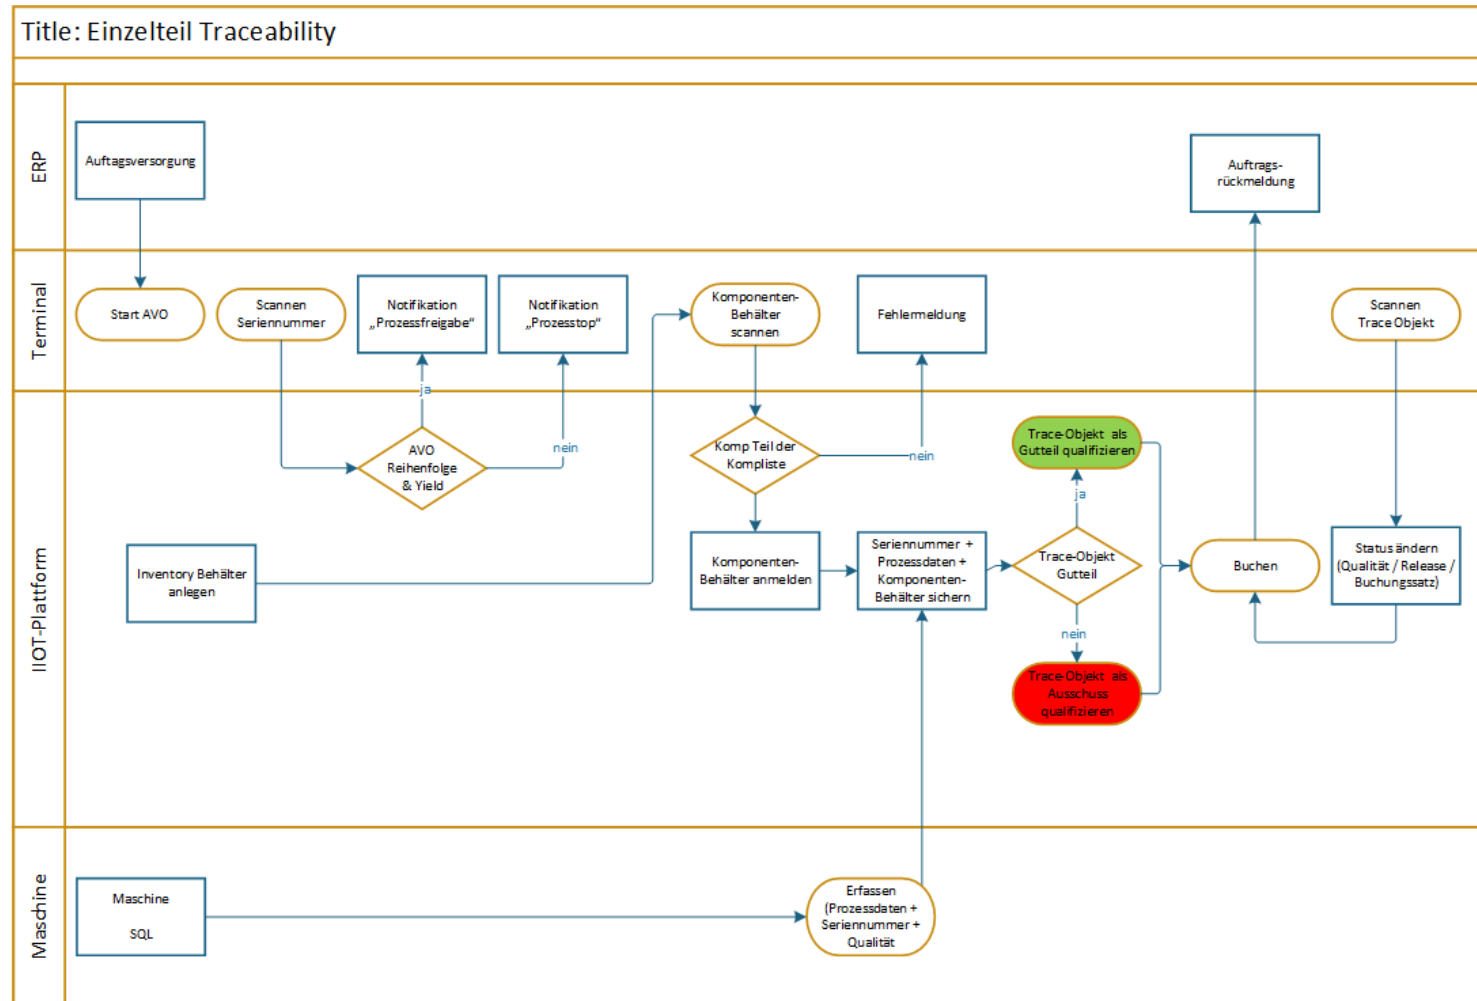 Title: Einzelteil Traceability
ERP
Auftagsversorgung
Auftrags-
rückmeldung
Terminal
Start AVO
Scannen
Seriennummer
Notifikation
„Prozessfreigabe“
Notifikation
„Prozesstop“
Komponenten-
Behälter
scannen
Fehlermeldung
Scannen
Trace Objekt
ja
IIOT-Plattform
AVO
Reihenfolge
& Yield
nein
Komp Teil der
Kompliste
nein
Trace-Objekt als
Gutteil qualifizieren
ja
Inventory Behälter
anlegen
Komponenten-
Behälter anmelden
Seriennummer +
Prozessdaten +
Komponenten-
Behälter sichern
Trace-Objekt
Gutteil
Buchen
Status ändern
(Qualität / Release /
Buchungssatz)
nein
Trace-Objekt als
Ausschuss
qualifizieren
Maschine
Maschine
SQL
Erfassen
(Prozessdaten +
Seriennummer +
Qualität